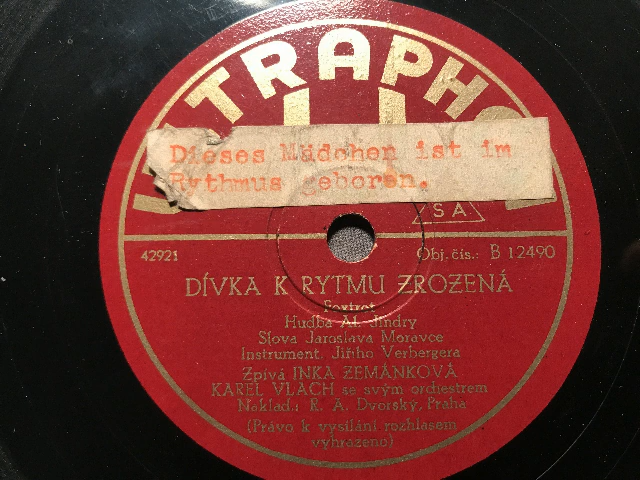 ULTRAPHON
Dieses Mädchen ist im
Rythmus geboren.
SA
42921
Obj. čís.: B 12490
DÍVKA K RYTMU ZROZENÁ
Foxtrot
Hudba Al. Jindry
Slova Jaroslava Moravce
Instrument. Jiřího Verbergera
Zpívá INKA ZEMÁNKOVÁ
KAREL VLACH se svým orchestrem
Naklad.: R. A. Dvorský, Praha
(Právo k vysílání rozhlasem
vyhrazeno)